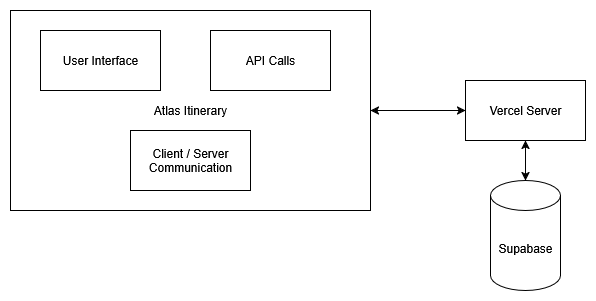 User Interface
API Calls
Atlas Itinerary
Vercel Server
Client / Server
Communication
Supabase